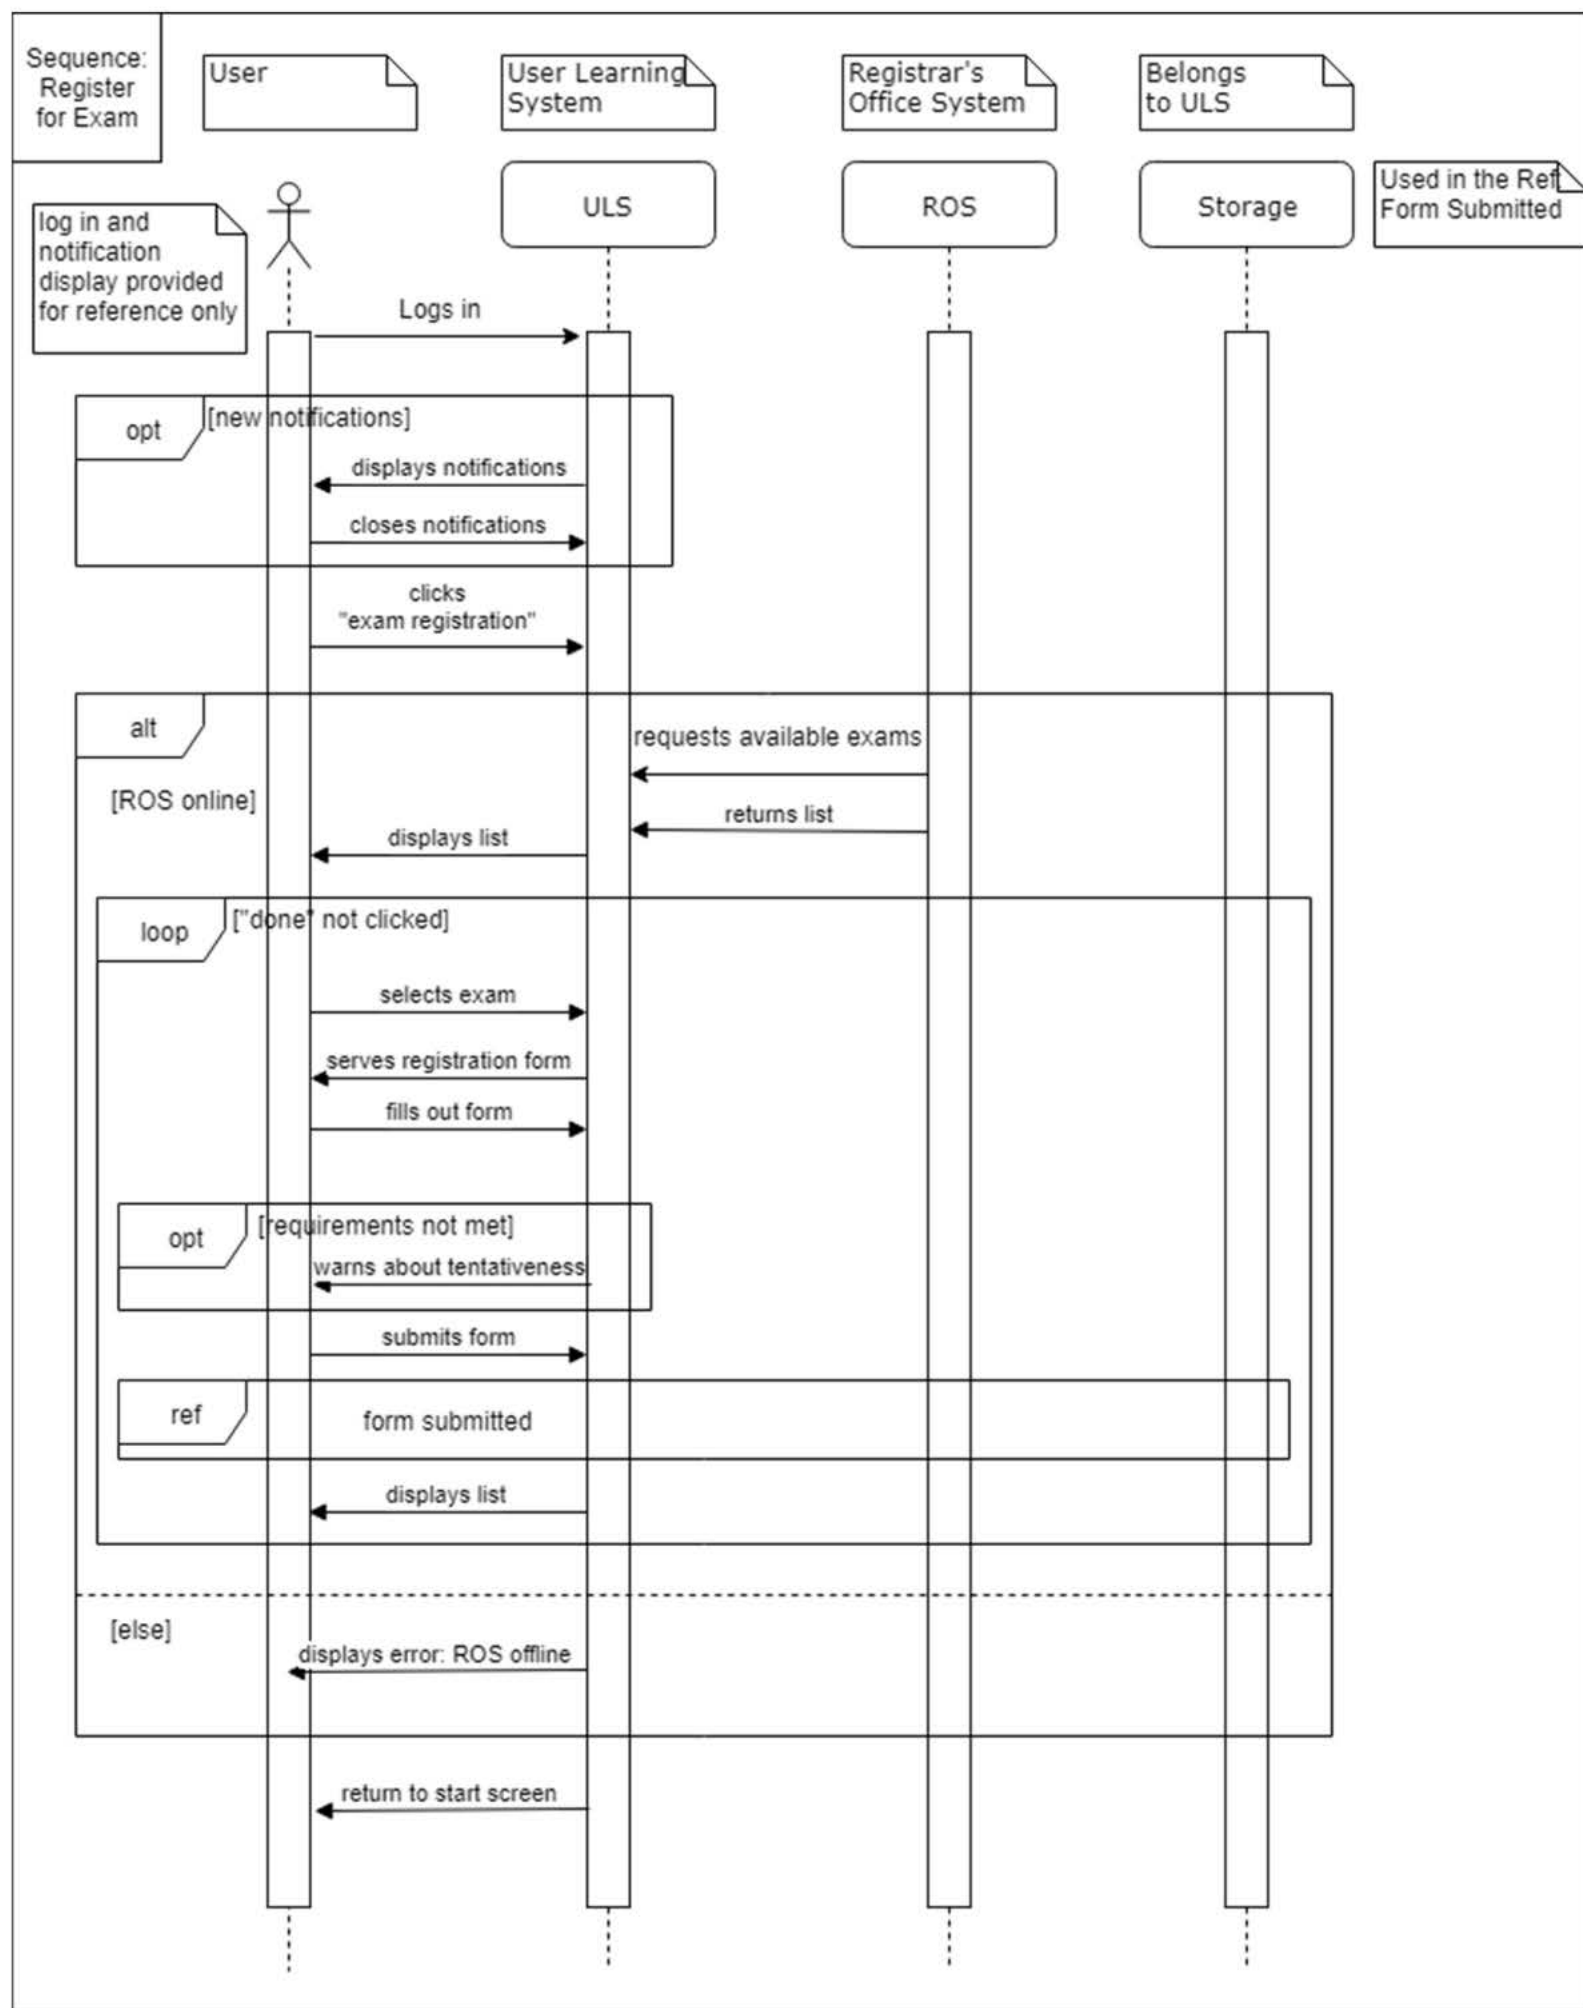 Sequence:
Register
for Exam
User
User Learning
System
Registrar's
Office System
Belongs
to ULS
log in and
notification
display provided
for reference only
ULS
ROS
Storage
Used in the Ref
Form Submitted
Logs in
opt
[new notifications]
displays notifications
closes notifications
clicks
"exam registration"
alt
requests available exams
[ROS online]
returns list
displays list
loop
["done" not clicked]
selects exam
serves registration form
fills out form
opt
[requirements not met]
warns about tentativeness
submits form
ref
form submitted
displays list
[else]
displays error: ROS offline
return to start screen